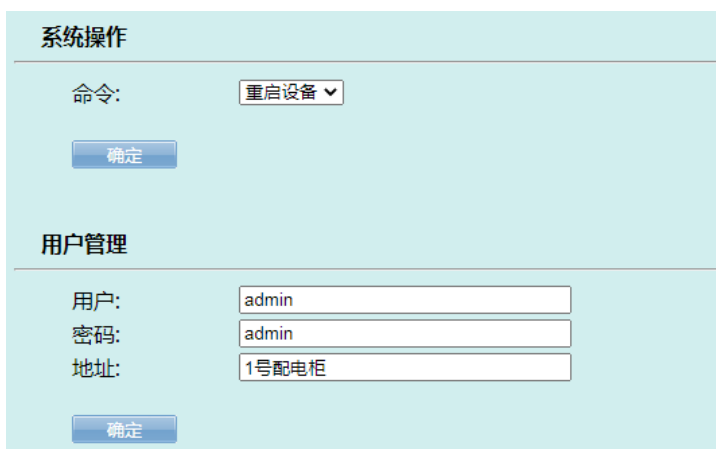 系统操作
命令: 重启设备
确定
用户管理
用户: admin
密码: admin
地址: 1号配电柜
确定